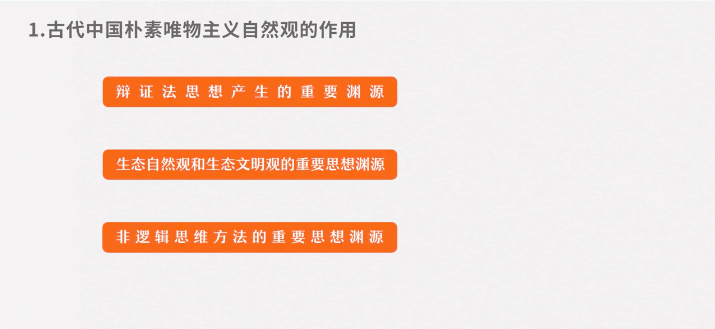 1.古代中国朴素唯物主义自然观的作用
辩证法思想产生的重要渊源
生态自然观和生态文明观的重要思想渊源
非逻辑思维方法的重要思想渊源